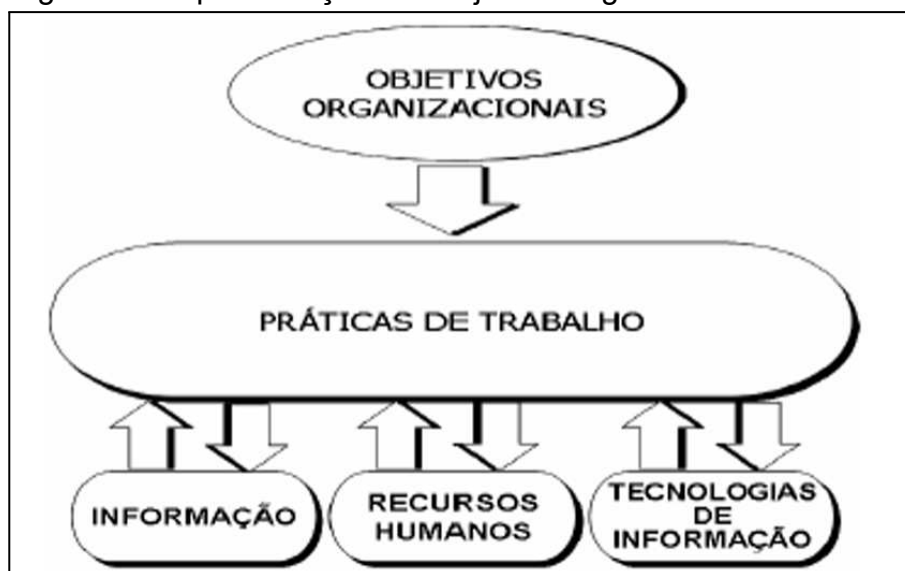 OBJETIVOS
ORGANIZACIONAIS
PRÁTICAS DE TRABALHO
INFORMAÇÃO
RECURSOS
HUMANOS
TECNOLOGIAS
DE
INFORMAÇÃO